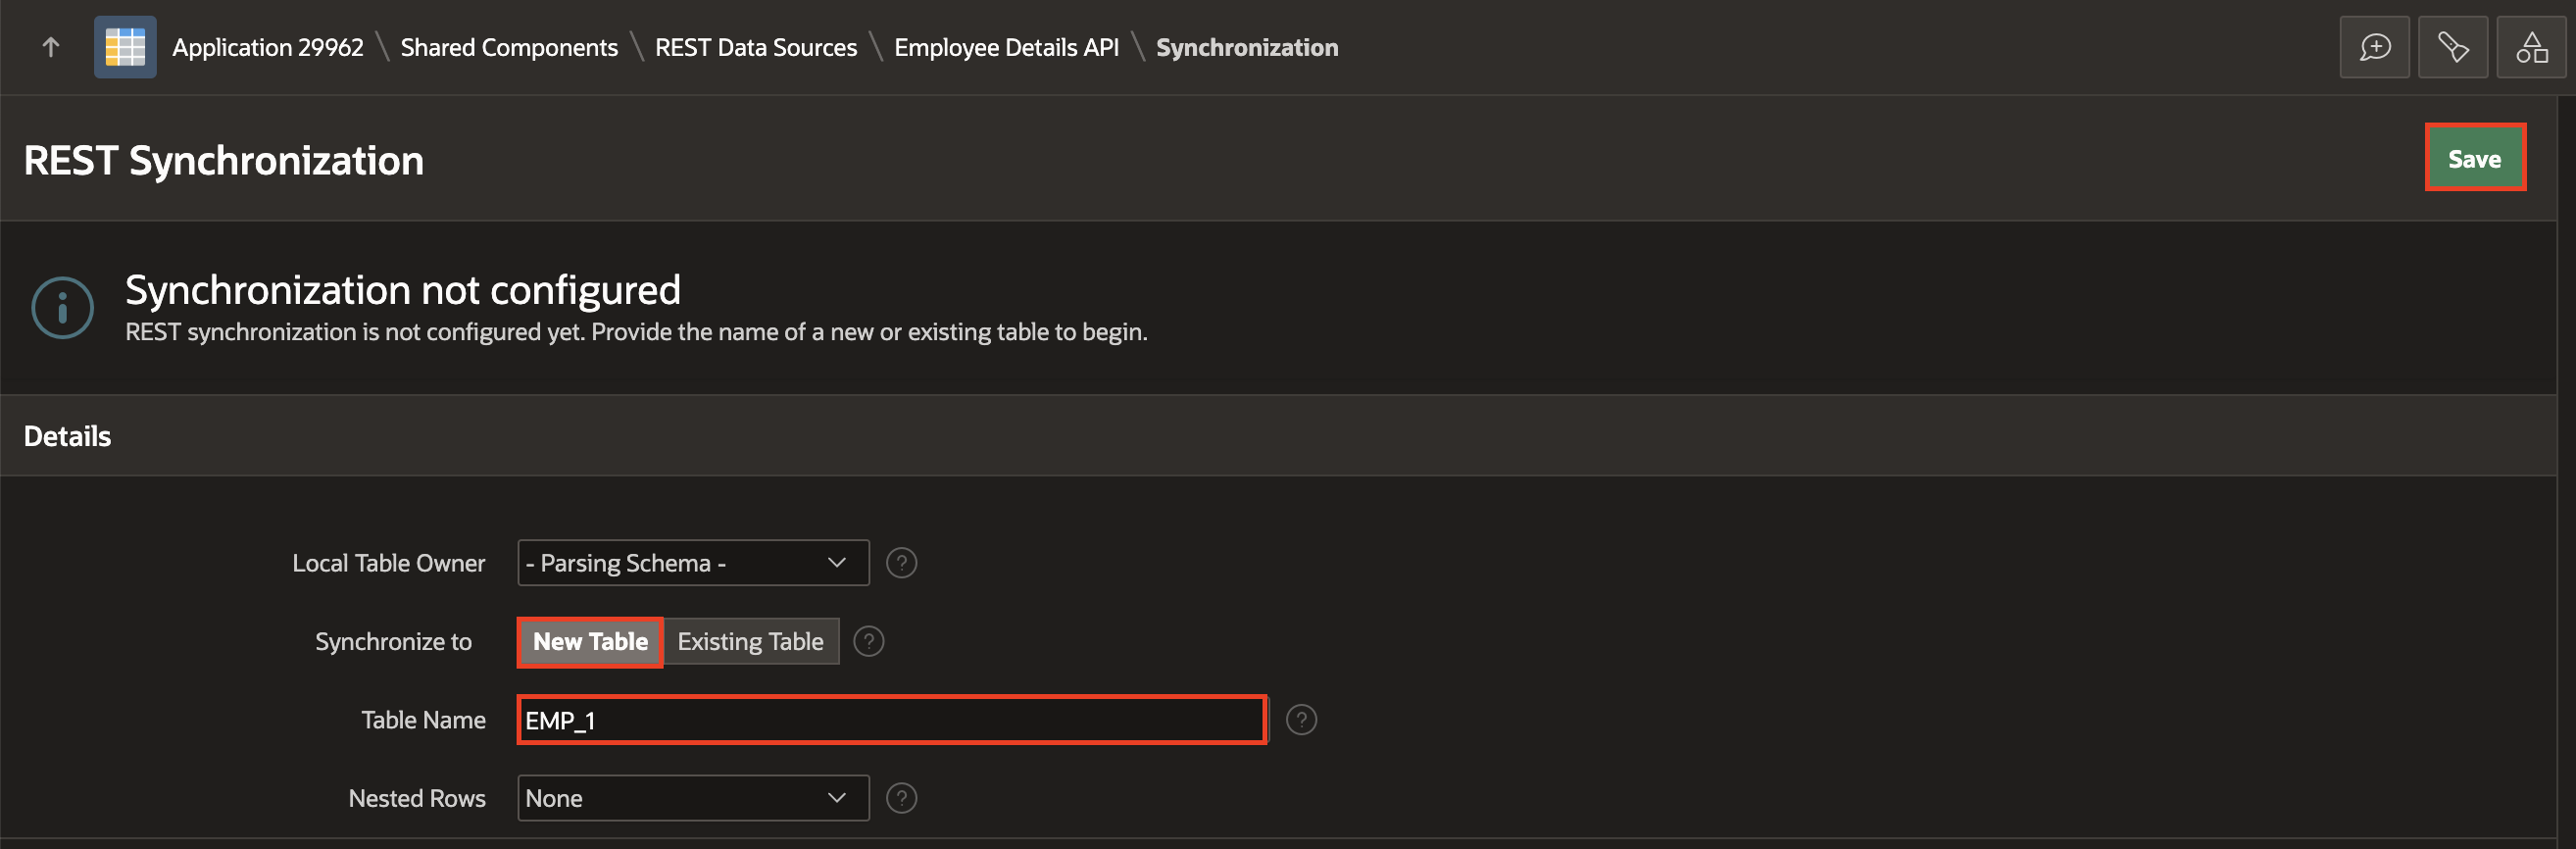 Application 29962 \ Shared Components \ REST Data Sources \ Employee Details API \ Synchronization
REST Synchronization
Save
Synchronization not configured
REST synchronization is not configured yet. Provide the name of a new or existing table to begin.
Details
Local Table Owner - Parsing Schema - ?
Synchronize to New Table Existing Table ?
Table Name EMP_1 ?
Nested Rows None ?